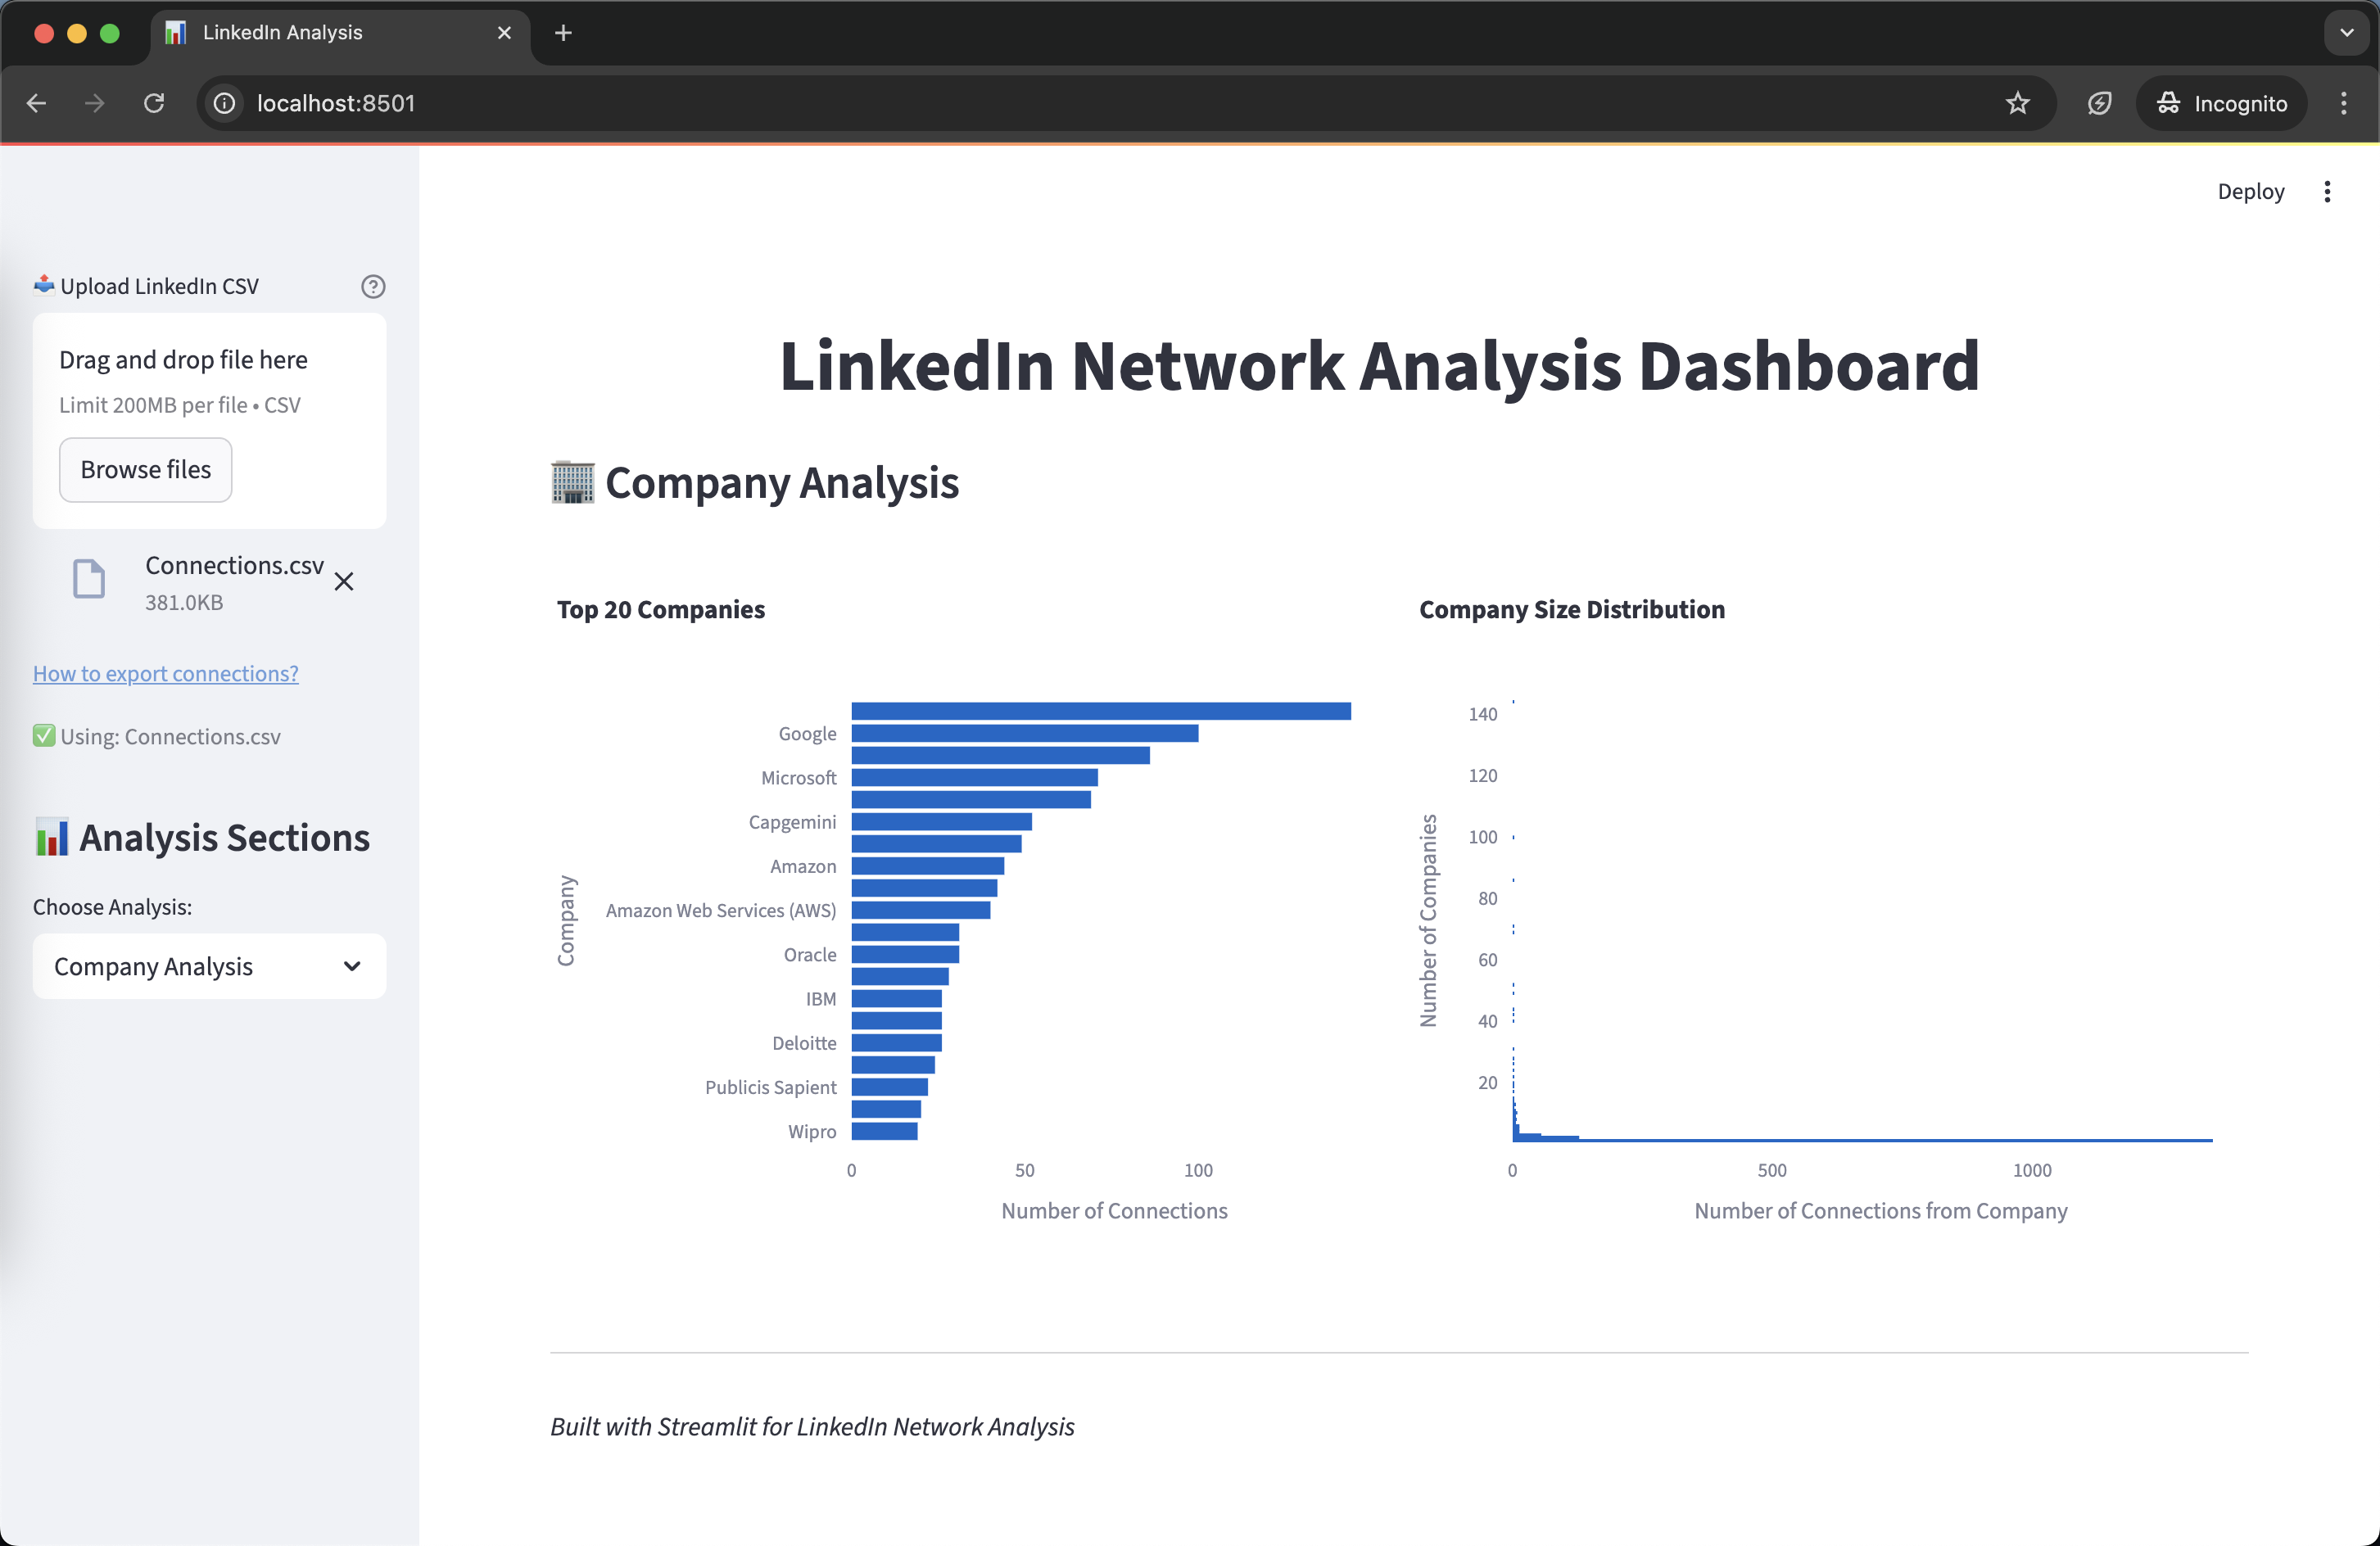 LinkedIn Analysis
localhost:8501
Incognito
Deploy
Upload LinkedIn CSV
Drag and drop file here
Limit 200MB per file • CSV
Browse files
Connections.csv
381.0KB
How to export connections?
Using: Connections.csv
Analysis Sections
Choose Analysis:
Company Analysis
LinkedIn Network Analysis Dashboard
Company Analysis
Top 20 Companies
Company
Google
Microsoft
Capgemini
Amazon
Amazon Web Services (AWS)
Oracle
IBM
Deloitte
Publicis Sapient
Wipro
0 50 100
Number of Connections
Company Size Distribution
Number of Companies
140
120
100
80
60
40
20
0 500 1000
Number of Connections from Company
Built with Streamlit for LinkedIn Network Analysis